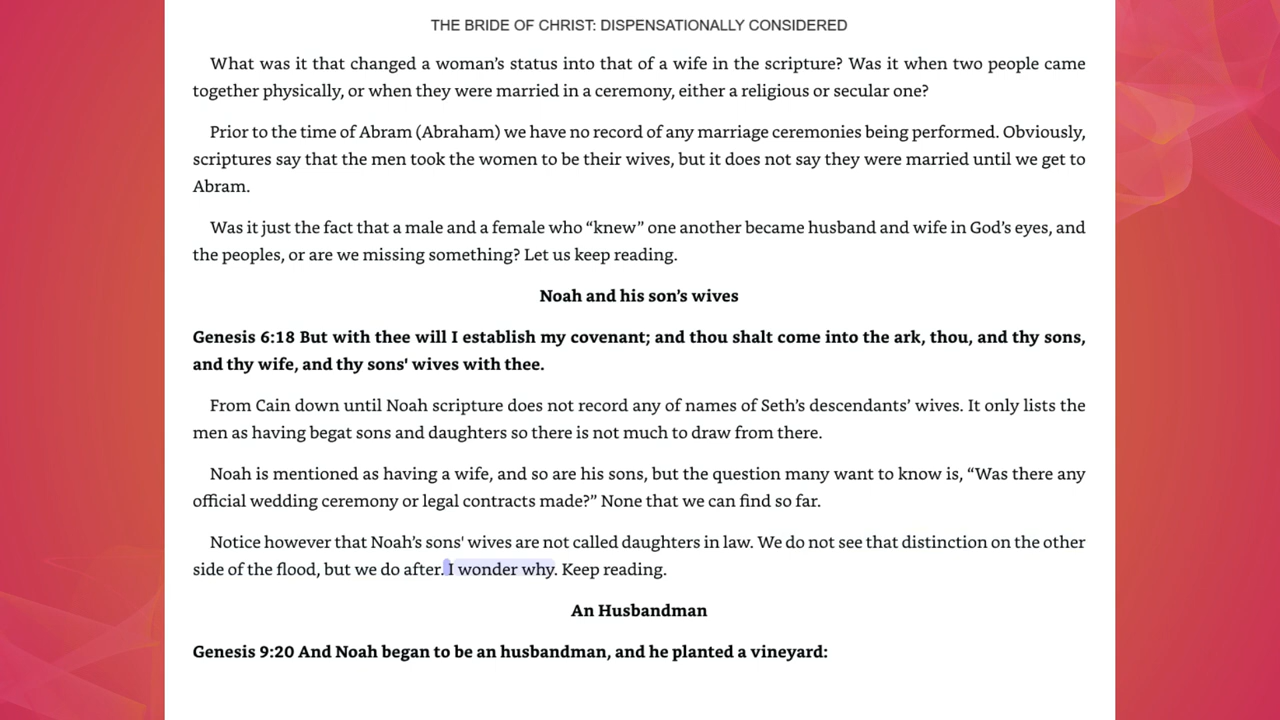 THE BRIDE OF CHRIST: DISPENSATIONALLY CONSIDERED
What was it that changed a woman’s status into that of a wife in the scripture? Was it when two people came
together physically, or when they were married in a ceremony, either a religious or secular one?
Prior to the time of Abram (Abraham) we have no record of any marriage ceremonies being performed. Obviously,
scriptures say that the men took the women to be their wives, but it does not say they were married until we get to
Abram.
Was it just the fact that a male and a female who “knew” one another became husband and wife in God’s eyes, and
the peoples, or are we missing something? Let us keep reading.
Noah and his son’s wives
Genesis 6:18 But with thee will I establish my covenant; and thou shalt come into the ark, thou, and thy sons,
and thy wife, and thy sons' wives with thee.
From Cain down until Noah scripture does not record any of names of Seth’s descendants’ wives. It only lists the
men as having begat sons and daughters so there is not much to draw from there.
Noah is mentioned as having a wife, and so are his sons, but the question many want to know is, “Was there any
official wedding ceremony or legal contracts made?” None that we can find so far.
Notice however that Noah’s sons' wives are not called daughters in law. We do not see that distinction on the other
side of the flood, but we do after. I wonder why. Keep reading.
An Husbandman
Genesis 9:20 And Noah began to be an husbandman, and he planted a vineyard: